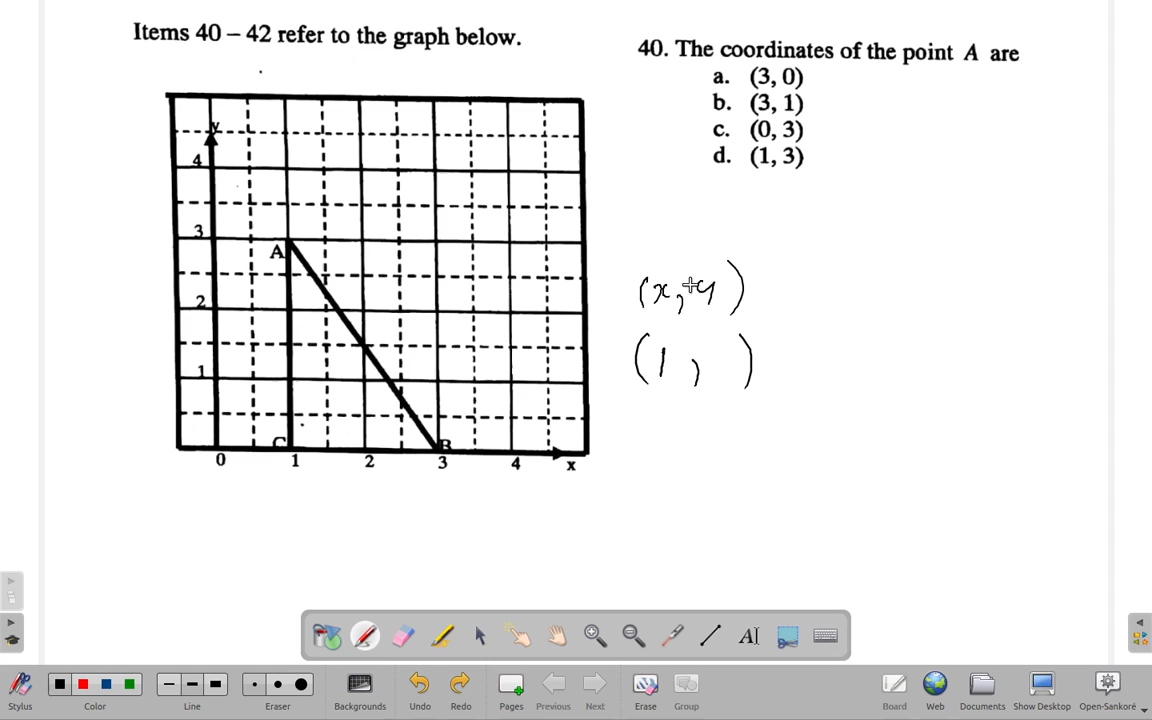 Items 40 – 42 refer to the graph below.
y
4
3
2
1
A
C
B
0 1 2 3 4 x
40. The coordinates of the point A are
a. (3, 0)
b. (3, 1)
c. (0, 3)
d. (1, 3)
(x, y)
(1, )
Stylus
Color
Line
Eraser
Backgrounds
Undo
Redo
Pages
Previous
Next
Erase
Group
Board
Web
Documents
Show Desktop
Open-Sankoré